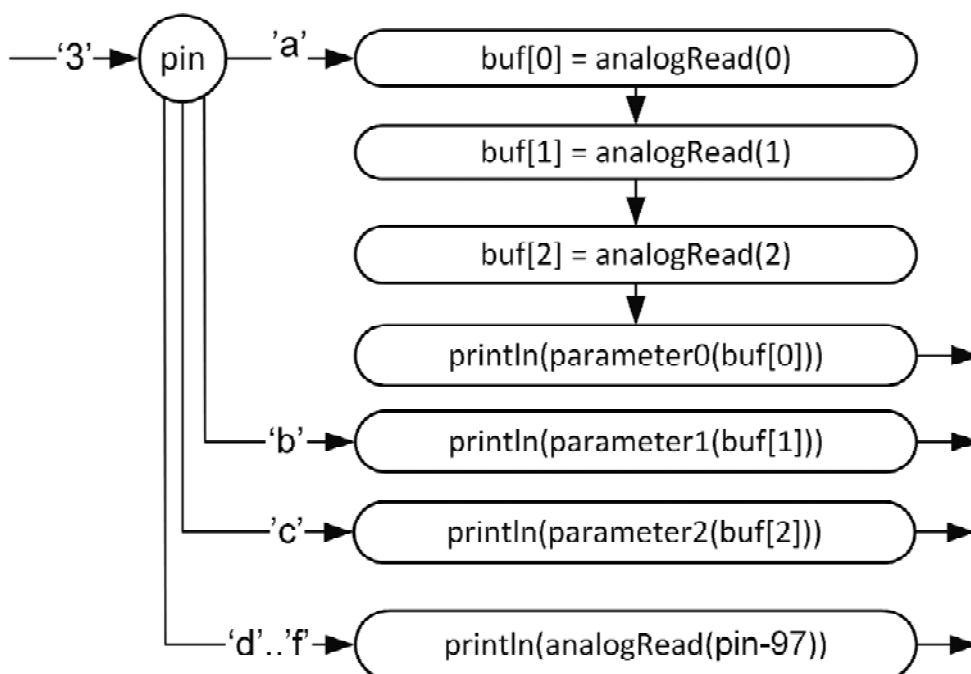 ‘3’
pin
’a’
buf[0] = analogRead(0)
buf[1] = analogRead(1)
buf[2] = analogRead(2)
println(parameter0(buf[0]))
‘b’
println(parameter1(buf[1]))
’c’
println(parameter2(buf[2]))
‘d’..’f’
println(analogRead(pin-97))